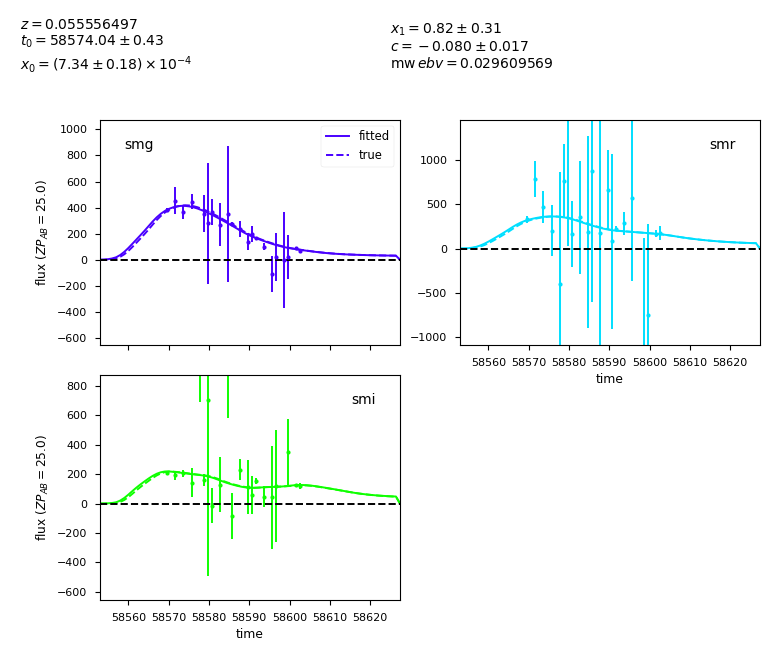 z = 0.055556497
t₀ = 58574.04 ± 0.43
x₀ = (7.34 ± 0.18) × 10⁻⁴
x₁ = 0.82 ± 0.31
c = −0.080 ± 0.017
mw ebv = 0.029609569
smg
fitted
true
1000
800
600
400
200
0
−200
−400
−600
flux (ZP_AB = 25.0)
smr
1000
500
0
−500
−1000
58560 58570 58580 58590 58600 58610 58620
time
smi
800
600
400
200
0
−200
−400
−600
flux (ZP_AB = 25.0)
58560 58570 58580 58590 58600 58610 58620
time